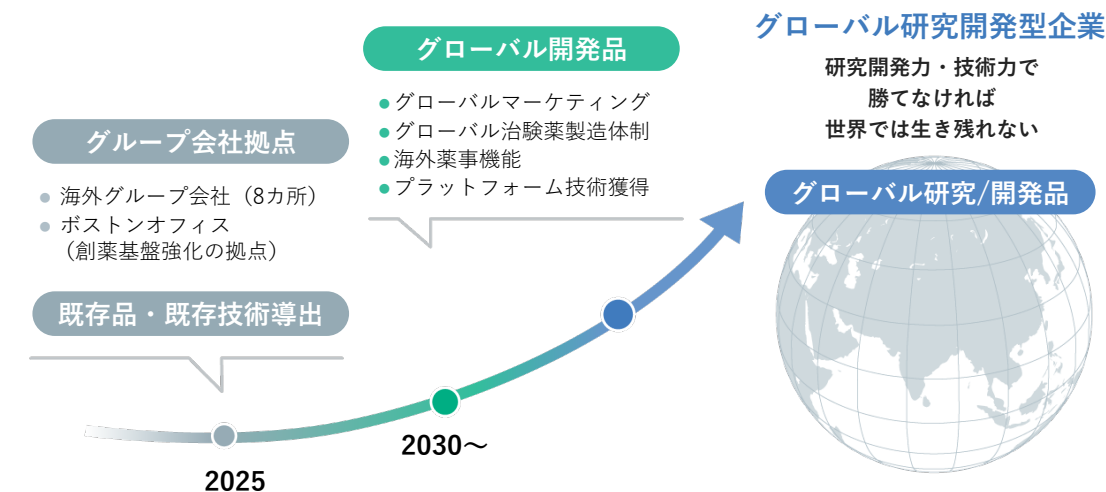 グループ会社拠点
● 海外グループ会社（8カ所）
● ボストンオフィス
（創薬基盤強化の拠点）
既存品・既存技術導出
2025
グローバル開発品
●グローバルマーケティング
●グローバル治験薬製造体制
●海外薬事機能
●プラットフォーム技術獲得
2030～
グローバル研究開発型企業
研究開発力・技術力で
勝てなければ
世界では生き残れない
グローバル研究/開発品